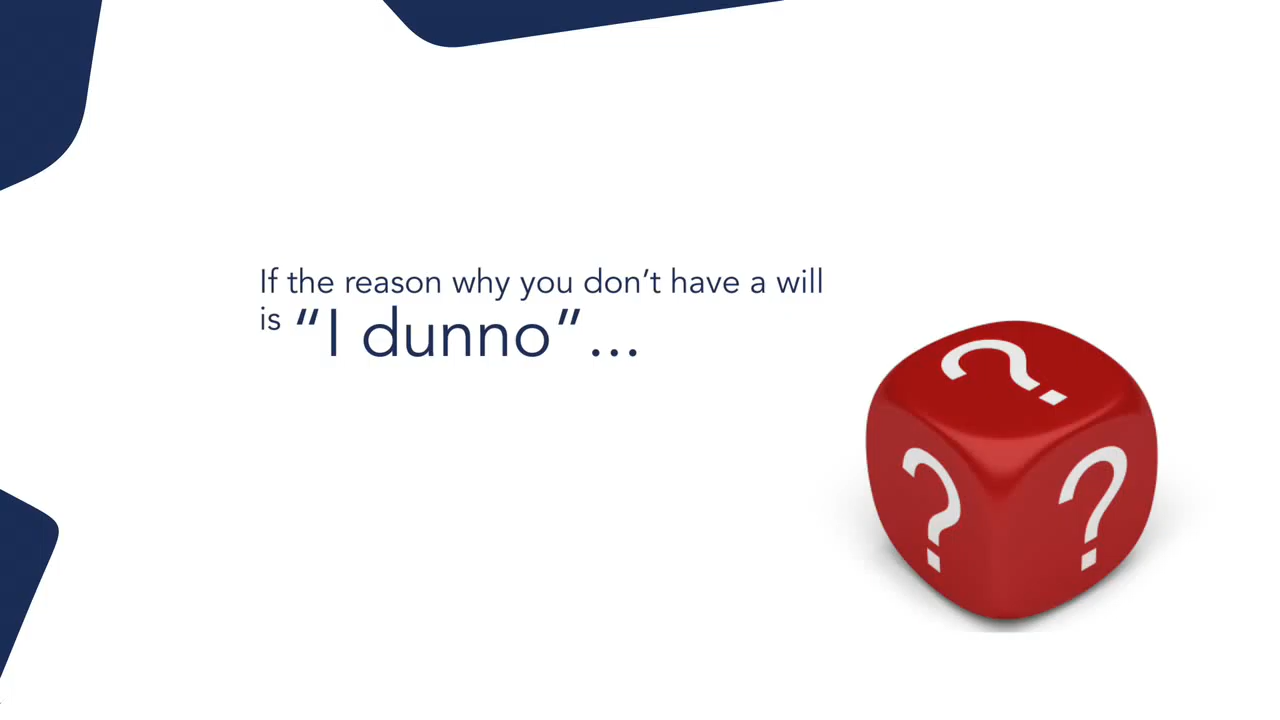 If the reason why you don’t have a will
is “I dunno”...
?
? ?